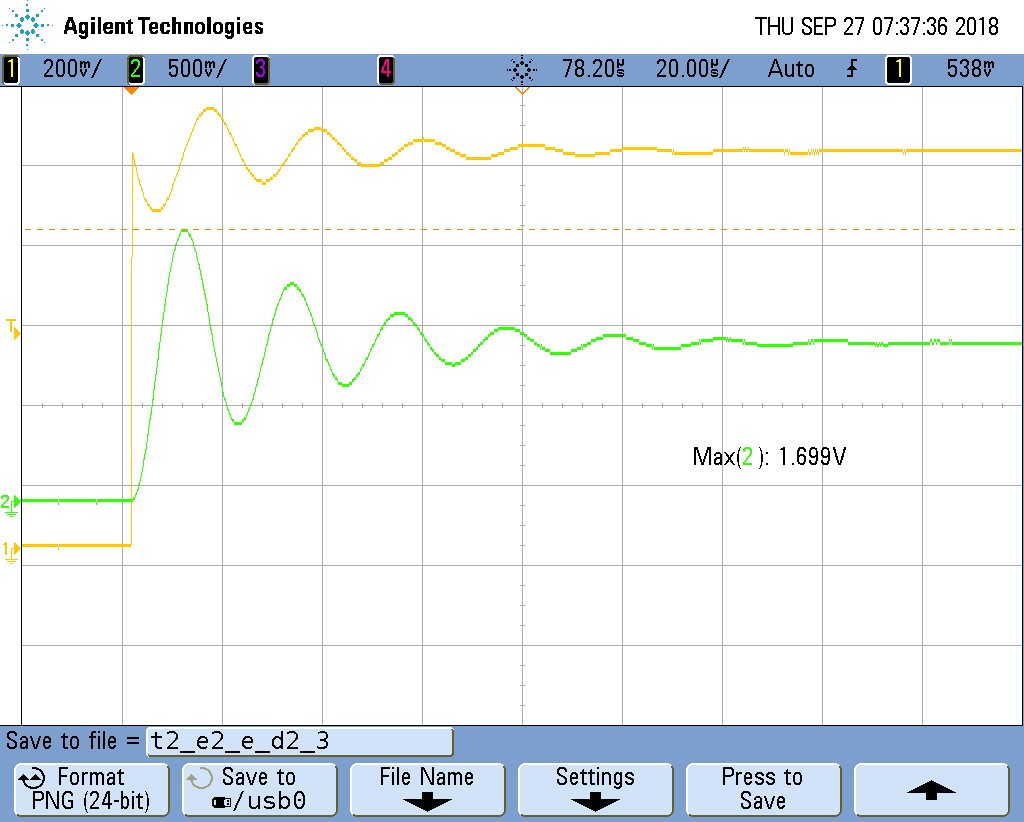 Agilent Technologies THU SEP 27 07:37:36 2018
1 200mV/ 2 500mV/ 3 4 78.20µs 20.00µs/ Auto 1 538mV
T
Max(2): 1.699V
2
1
Save to file = t2_e2_e_d2_3
Format Save to File Name Settings Press to
PNG (24-bit) /usb0 Save